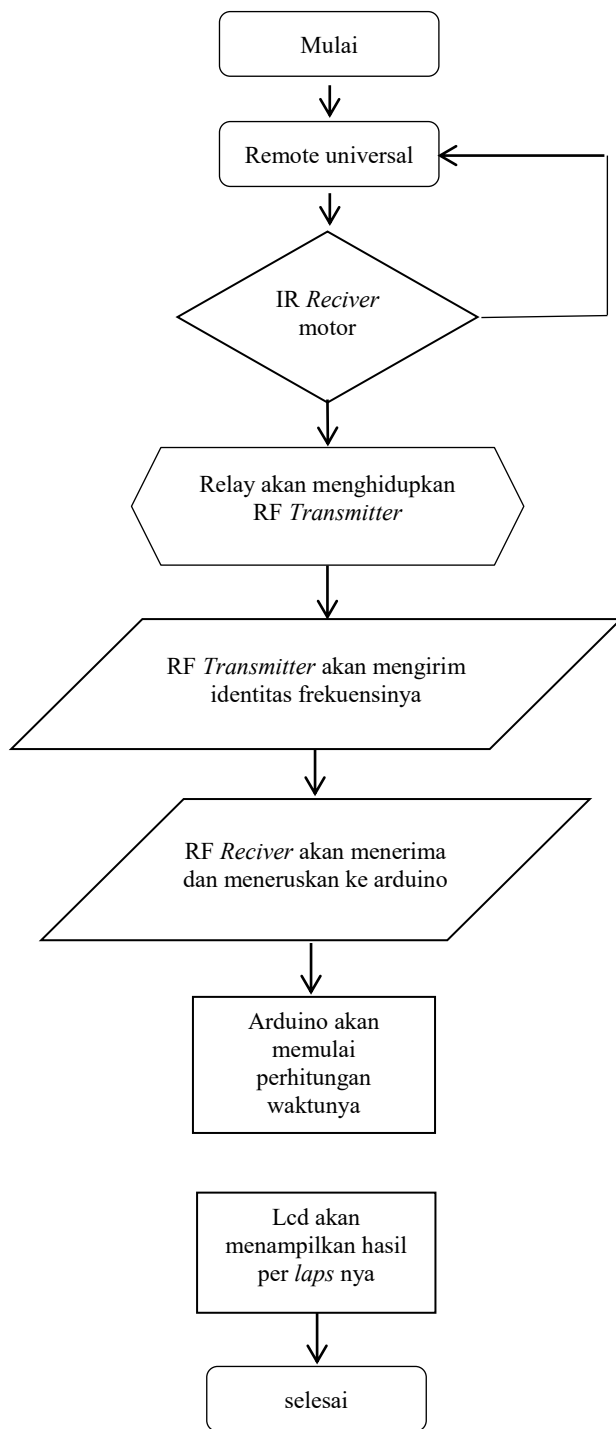 Mulai
Remote universal
IR Reciver
motor
Relay akan menghidupkan
RF Transmitter
RF Transmitter akan mengirim
identitas frekuensinya
RF Reciver akan menerima
dan meneruskan ke arduino
Arduino akan
memulai
perhitungan
waktunya
Lcd akan
menampilkan hasil
per laps nya
selesai